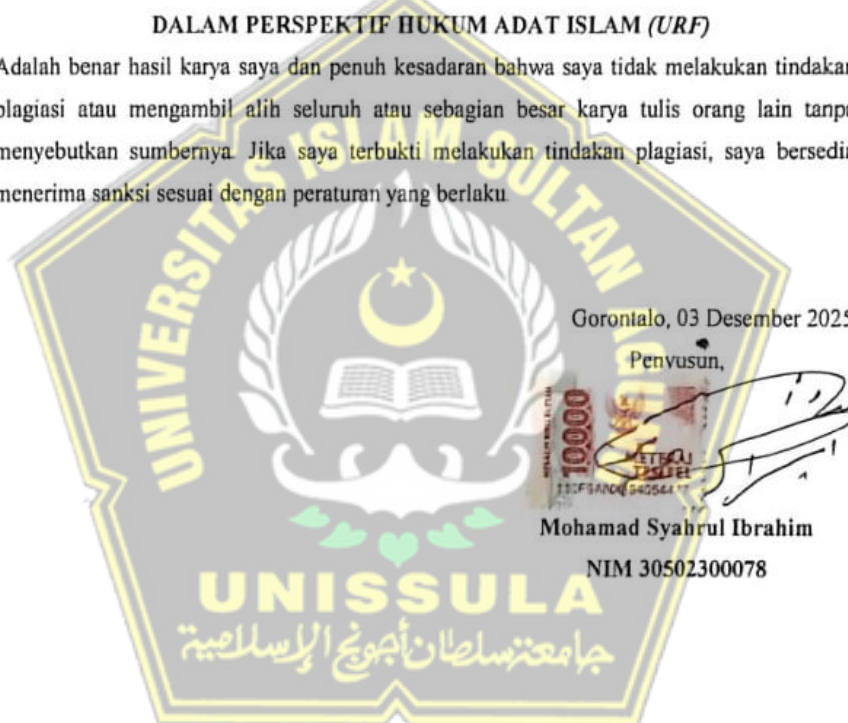 DALAM PERSPEKTIF HUKUM ADAT ISLAM (URF)
Adalah benar hasil karya saya dan penuh kesadaran bahwa saya tidak melakukan tindakan
plagiasi atau mengambil alih seluruh atau sebagian besar karya tulis orang lain tanpa
menyebutkan sumbernya. Jika saya terbukti melakukan tindakan plagiasi, saya bersedia
menerima sanksi sesuai dengan peraturan yang berlaku.
UNIVERSITAS ISLAM SULTAN AGUNG
Gorontalo, 03 Desember 2025
Penyusun,
10000
METERAI
TEMPEL
Mohamad Syahrul Ibrahim
NIM 30502300078
UNISSULA
جامعة سلطان أجونج الإسلامية